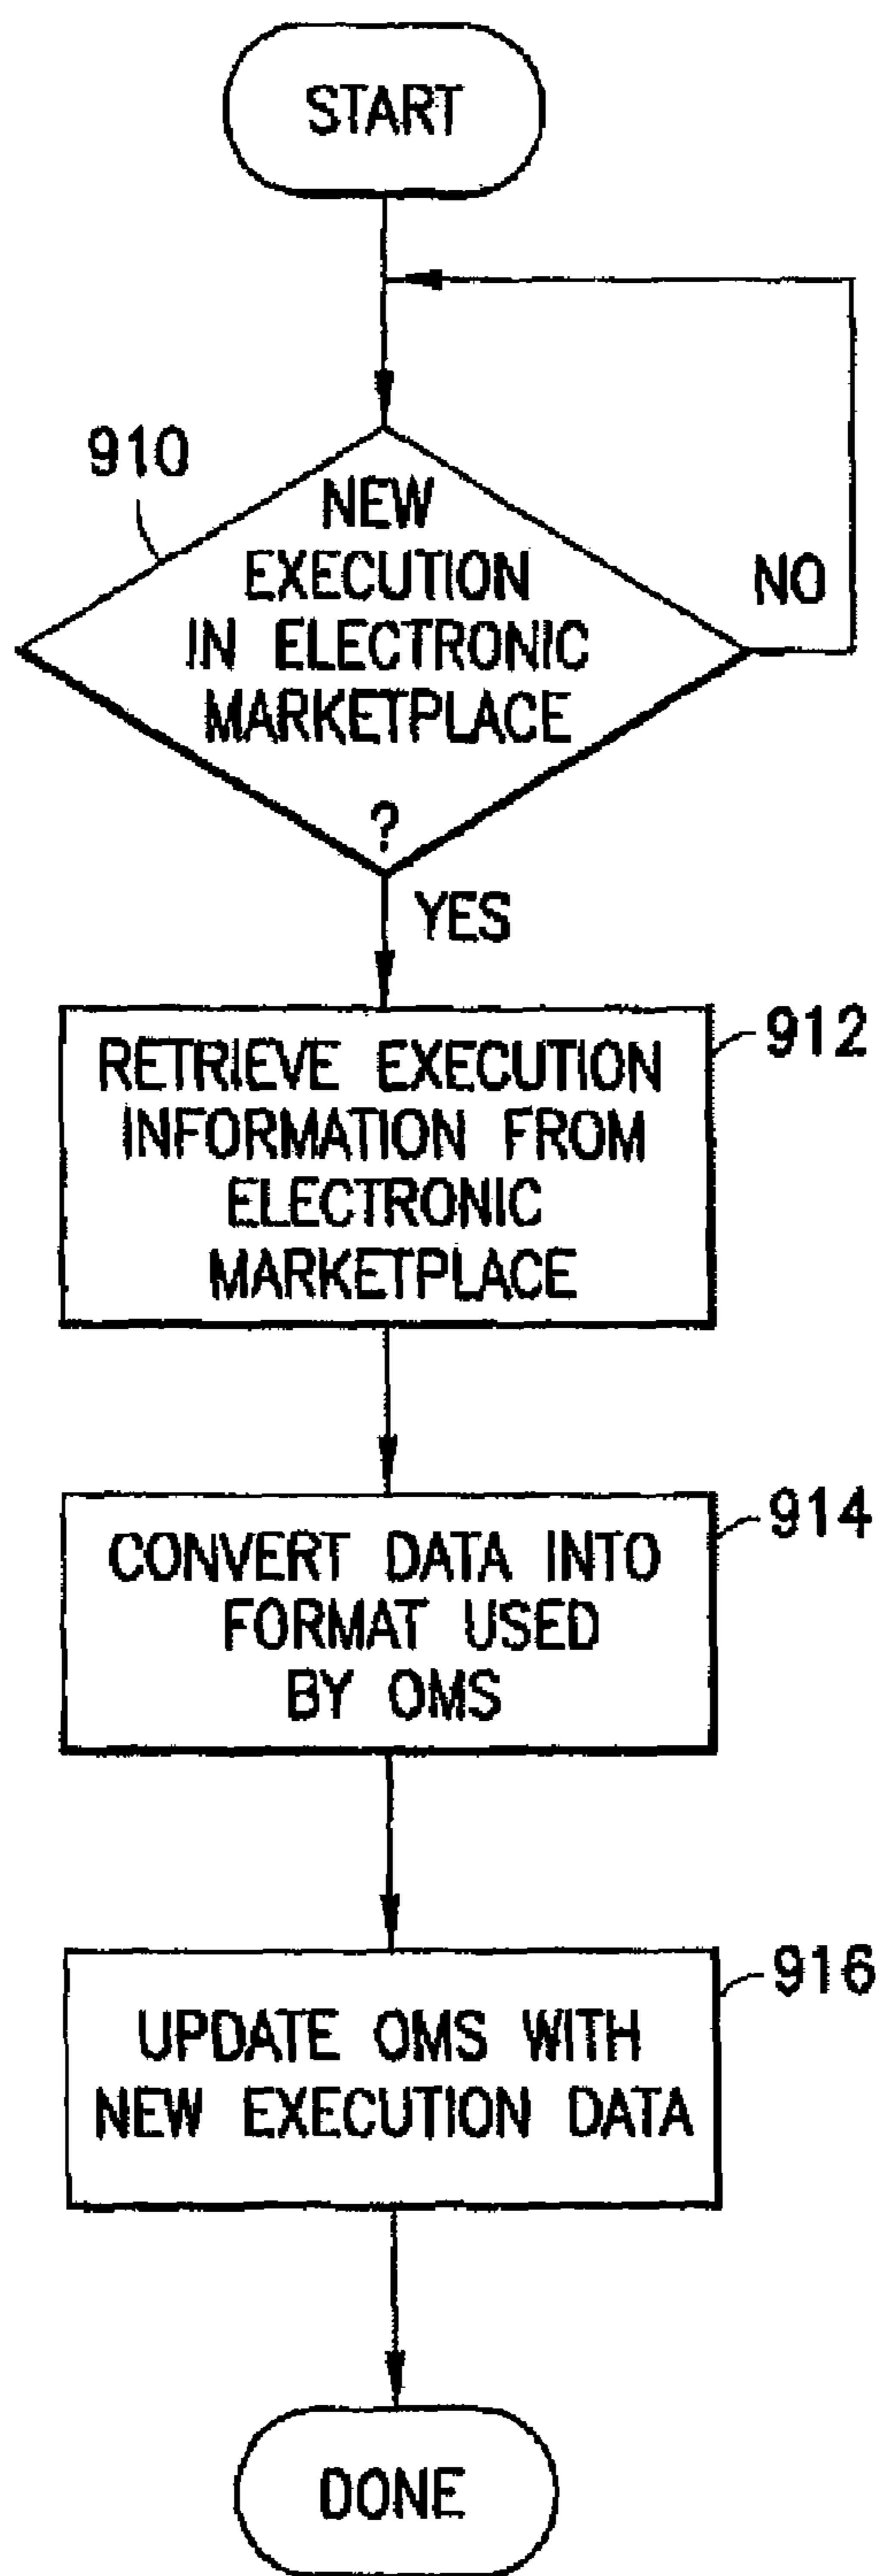 START
910
NEW
EXECUTION
IN ELECTRONIC
MARKETPLACE
?
NO
YES
912
RETRIEVE EXECUTION
INFORMATION FROM
ELECTRONIC
MARKETPLACE
914
CONVERT DATA INTO
FORMAT USED
BY OMS
916
UPDATE OMS WITH
NEW EXECUTION DATA
DONE